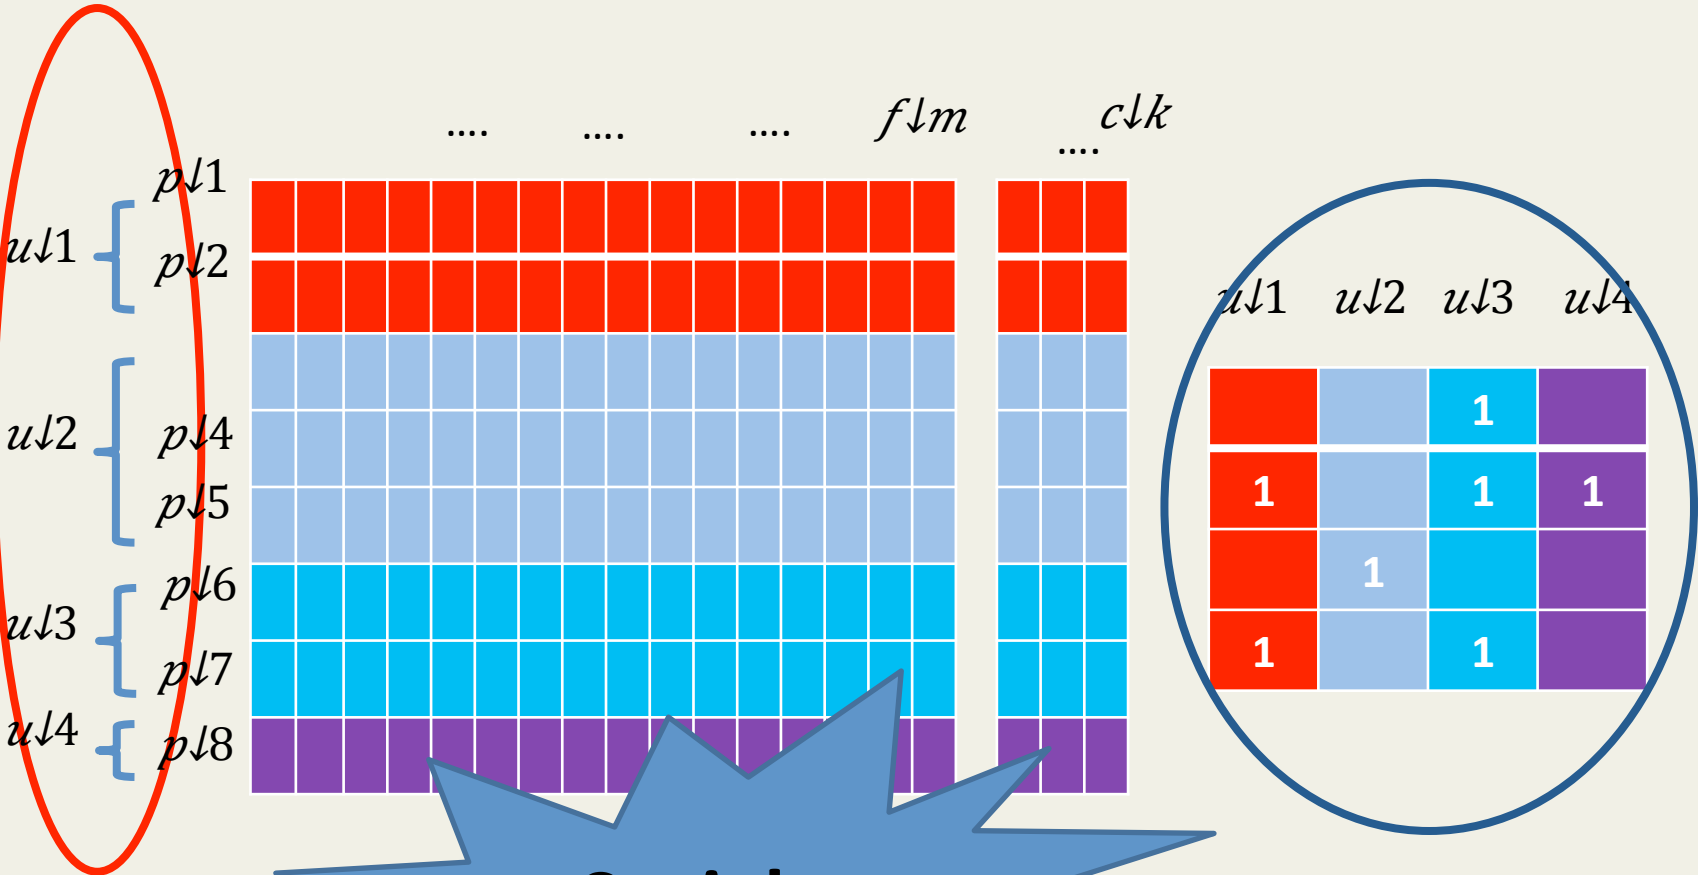 .... .... .... f↓m .... c↓k
p↓1
u↓1
p↓2
u↓2
p↓4
p↓5
p↓6
u↓3
p↓7
u↓4
p↓8
u↓1 u↓2 u↓3 u↓4
1
1 1 1
1
1 1